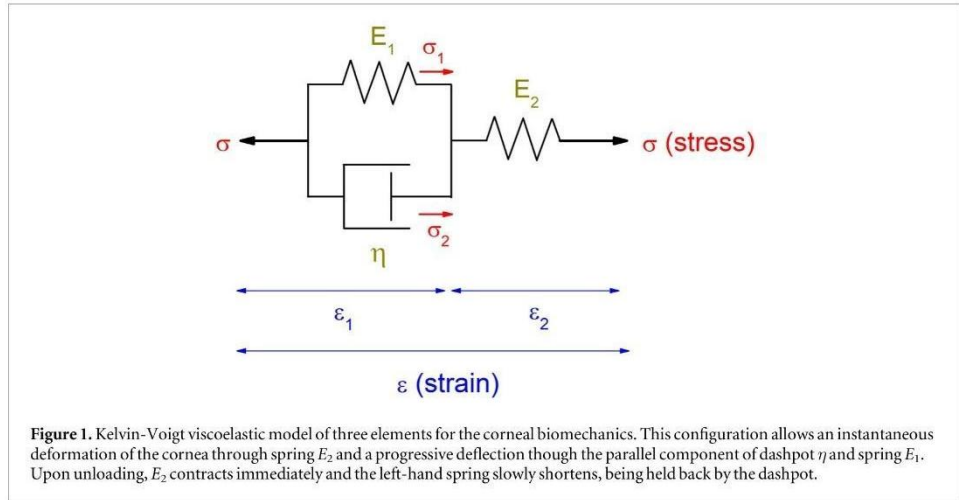 E₁
σ₁
E₂
σ
σ (stress)
σ₂
η
ε₁
ε₂
ε (strain)
Figure 1. Kelvin-Voigt viscoelastic model of three elements for the corneal biomechanics. This configuration allows an instantaneous
deformation of the cornea through spring E₂ and a progressive deflection though the parallel component of dashpot η and spring E₁.
Upon unloading, E₂ contracts immediately and the left-hand spring slowly shortens, being held back by the dashpot.